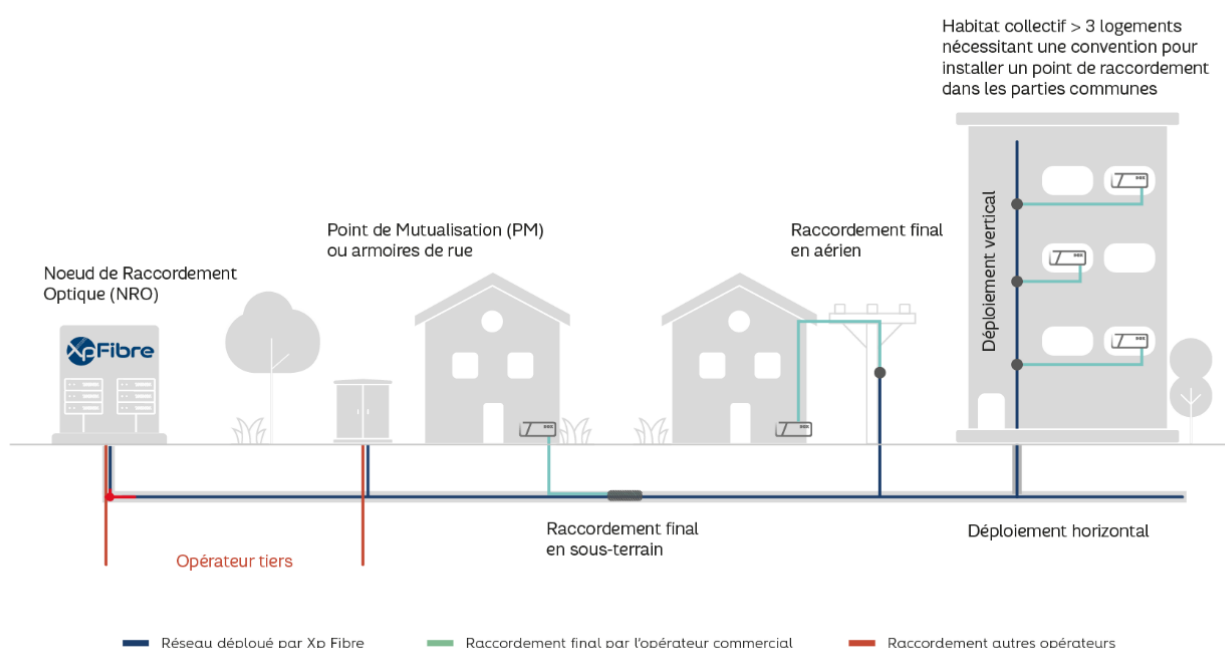 Habitat collectif > 3 logements
nécessitant une convention pour
installer un point de raccordement
dans les parties communes
Point de Mutualisation (PM)
ou armoires de rue
Raccordement final
en aérien
Noeud de Raccordement
Optique (NRO)
XpFibre
Déploiement vertical
Raccordement final
en sous-terrain
Déploiement horizontal
Opérateur tiers
Réseau déployé par Xp Fibre
Raccordement final par l'opérateur commercial
Raccordement autres opérateurs